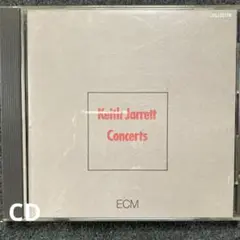 Keith Jarrett
Concerts
ECM
CD